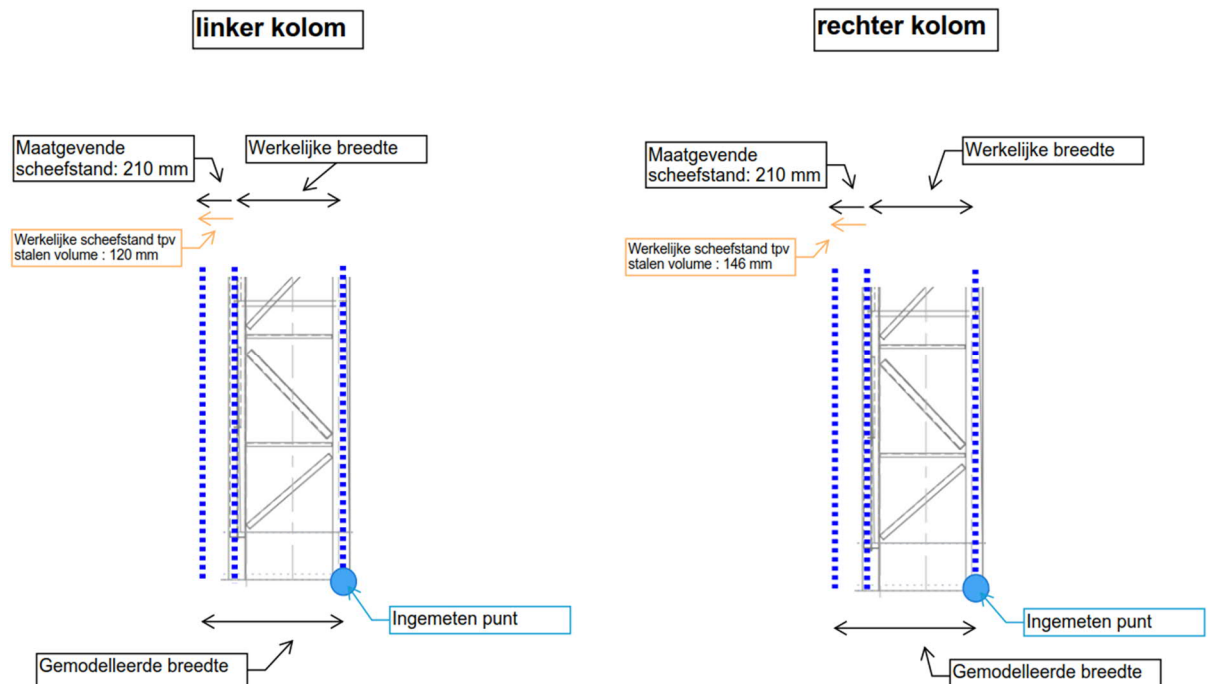 linker kolom
rechter kolom
Maatgevende
scheefstand: 210 mm
Werkelijke breedte
Maatgevende
scheefstand: 210 mm
Werkelijke breedte
Werkelijke scheefstand tpv
stalen volume : 120 mm
Werkelijke scheefstand tpv
stalen volume : 146 mm
Ingemeten punt
Ingemeten punt
Gemodelleerde breedte
Gemodelleerde breedte